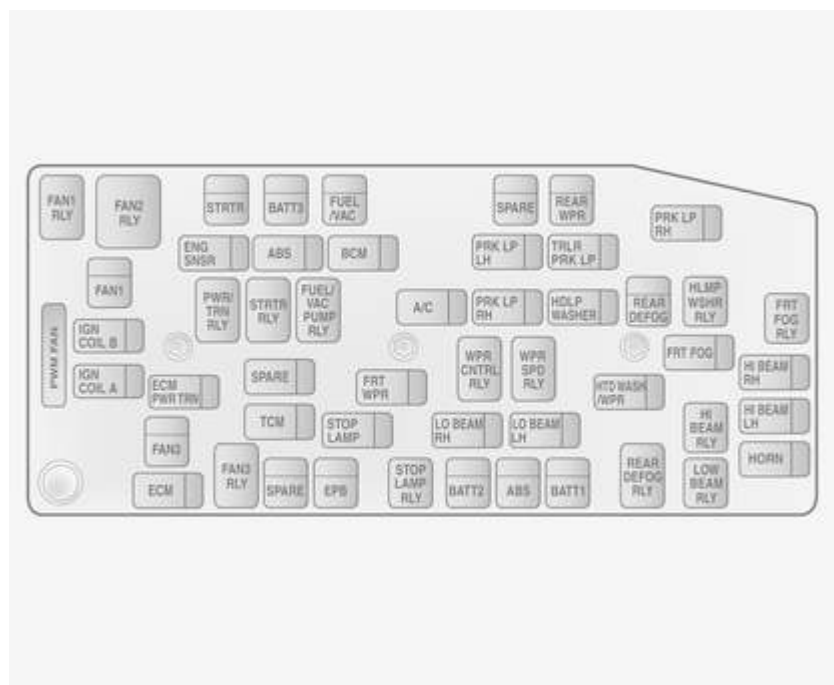 FAN1
RLY
FAN2
RLY
STRTR
BATT3
FUEL
/VAC
SPARE
REAR
WPR
PRK LP
RH
ENG
SNSR
ABS
BCM
PRK LP
LH
TRLR
PRK LP
FAN1
PWR/
TRN
RLY
STRTR
RLY
FUEL/
VAC
PUMP
RLY
A/C
PRK LP
RH
HDLP
WASHER
REAR
DEFOG
HLMP
WSHR
RLY
FRT
FOG
RLY
PWM FAN
IGN
COIL B
IGN
COIL A
ECM
PWR TRN
SPARE
FRT
WPR
WPR
CNTRL
RLY
WPR
SPD
RLY
FRT FOG
HI BEAM
RH
HTD WASH
/WPR
FAN3
TCM
STOP
LAMP
LO BEAM
RH
LO BEAM
LH
HI
BEAM
RLY
HI BEAM
LH
HORN
ECM
FAN3
RLY
SPARE
EPB
STOP
LAMP
RLY
BATT2
ABS
BATT1
REAR
DEFOG
RLY
LOW
BEAM
RLY